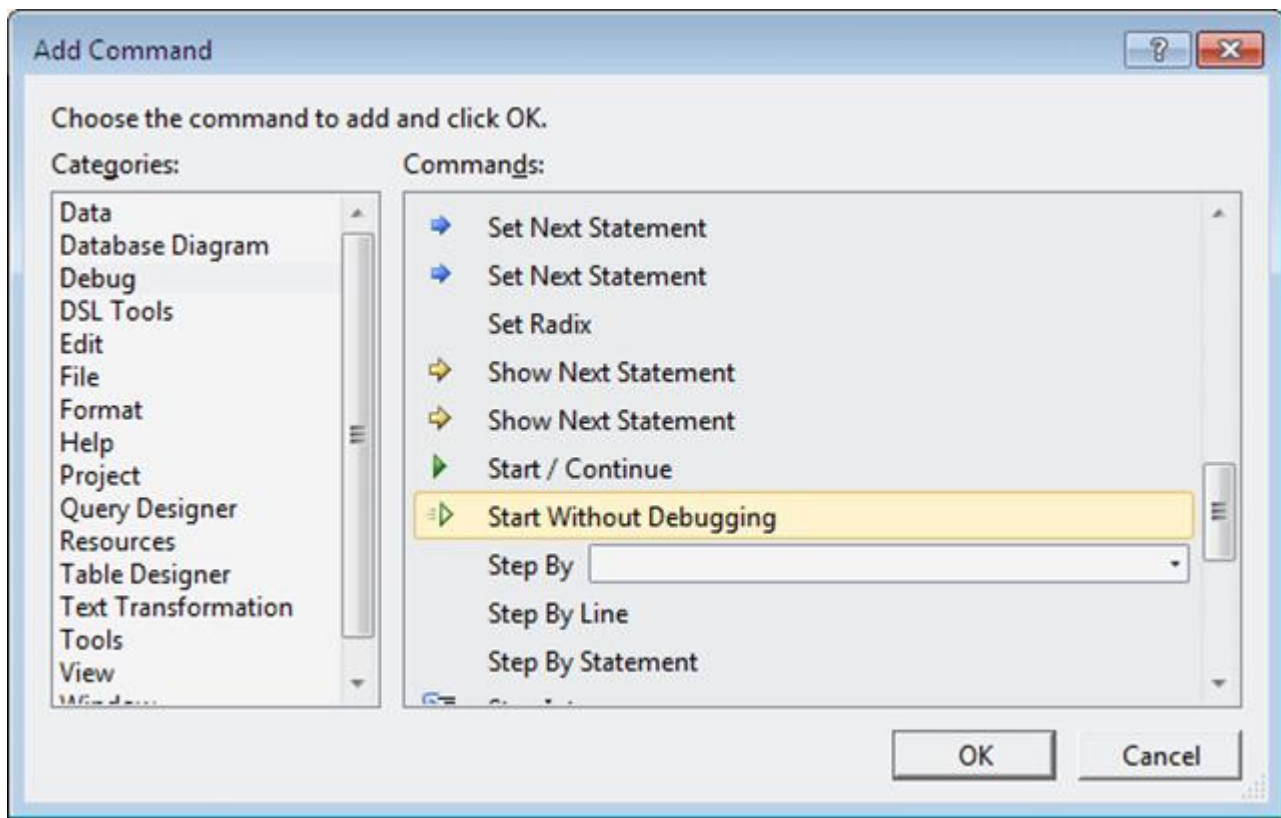 Add Command
Choose the command to add and click OK.
Categories:
Commands:
Data
Database Diagram
Debug
DSL Tools
Edit
File
Format
Help
Project
Query Designer
Resources
Table Designer
Text Transformation
Tools
View
Set Next Statement
Set Next Statement
Set Radix
Show Next Statement
Show Next Statement
Start / Continue
Start Without Debugging
Step By
Step By Line
Step By Statement
OK
Cancel